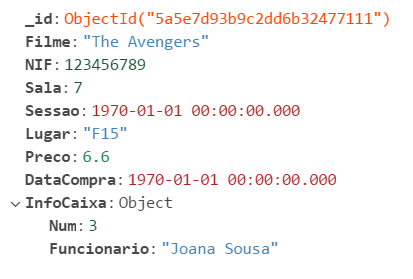 _id: ObjectId("5a5e7d93b9c2dd6b32477111")
Filme: "The Avengers"
NIF: 123456789
Sala: 7
Sessao: 1970-01-01 00:00:00.000
Lugar: "F15"
Preco: 6.6
DataCompra: 1970-01-01 00:00:00.000
InfoCaixa: Object
Num: 3
Funcionario: "Joana Sousa"